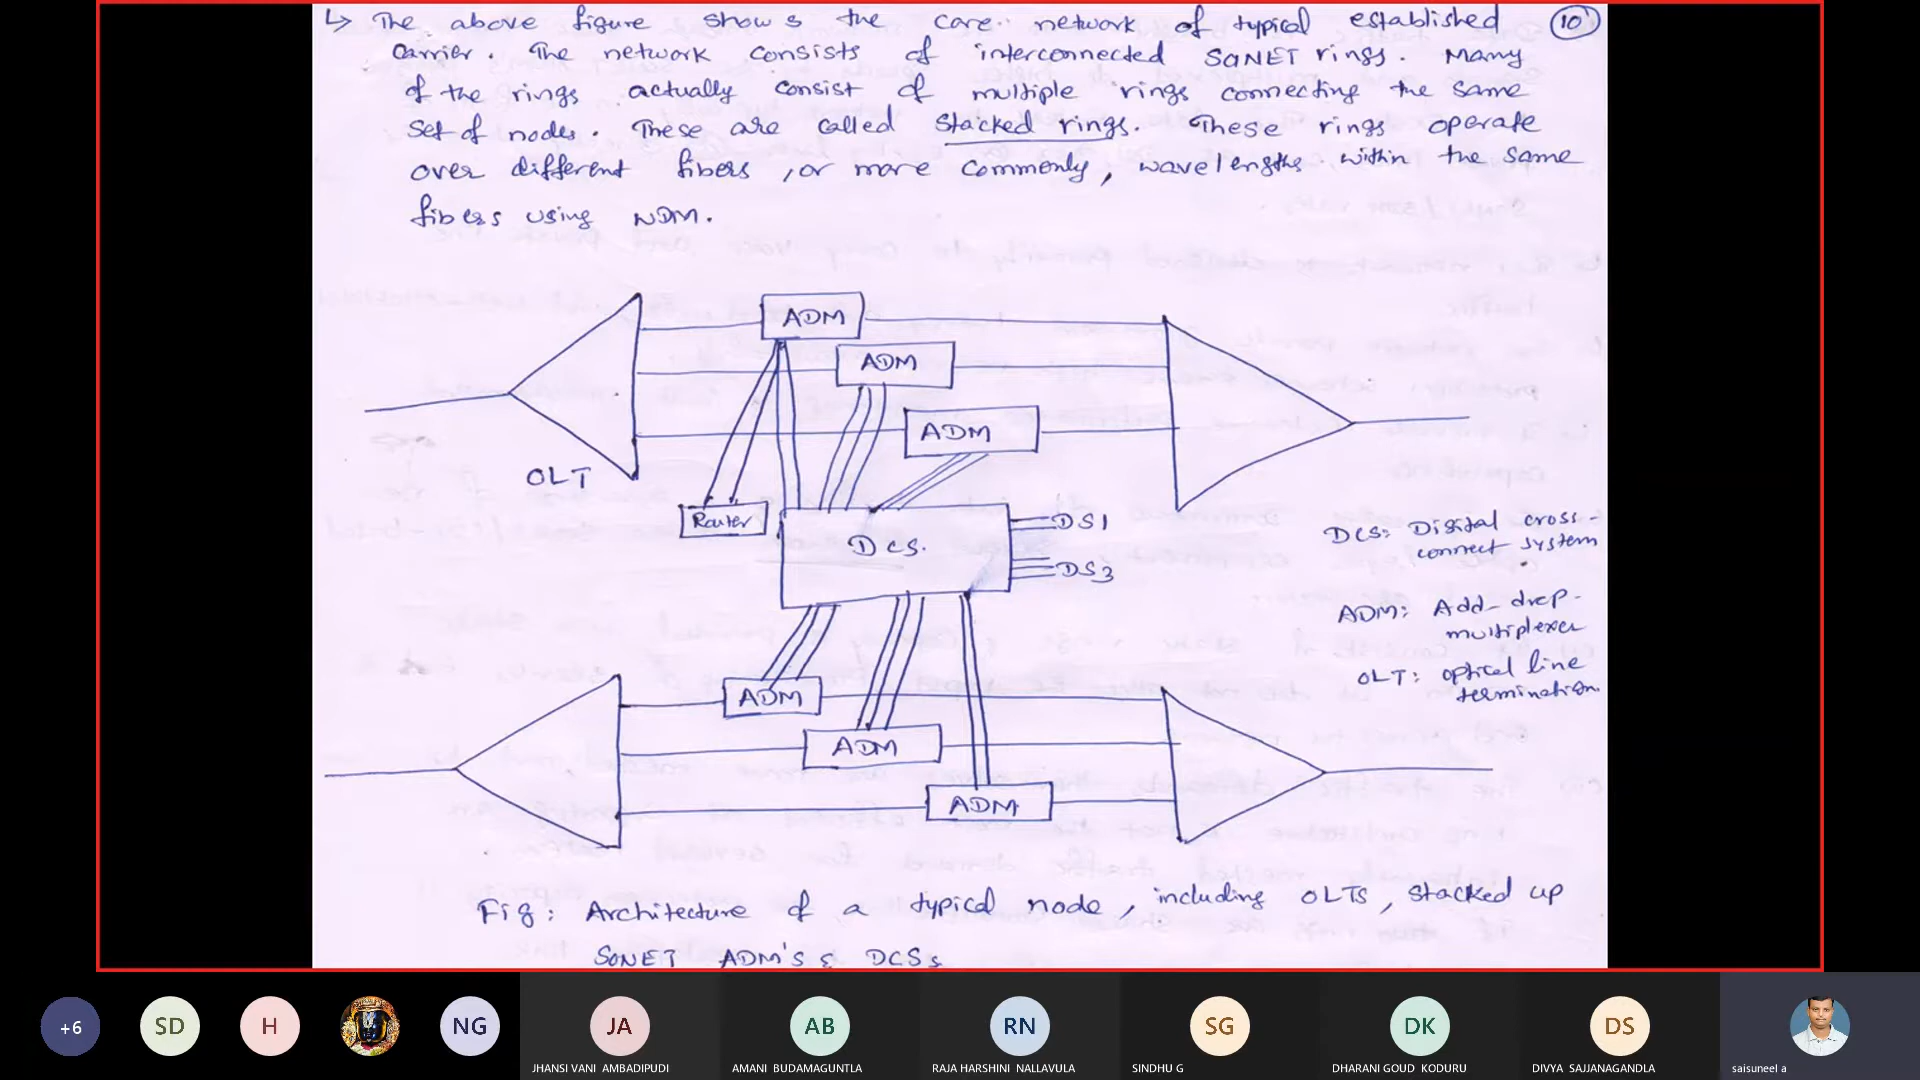 ↳ The above figure shows the core network of typical established
carrier. The network consists of interconnected SONET rings. Many
of the rings actually consist of multiple rings connecting the same
set of nodes. These are called stacked rings. These rings operate
over different fibers, or more commonly, wavelengths within the same
fibers using WDM.
10
ADM
ADM
ADM
OLT
Router
DCS.
DS1
DS3
DCS: Digital cross-
connect system
ADM: Add-drop-
multiplexer
OLT: optical line
termination
ADM
ADM
ADM
Fig: Architecture of a typical node, including OLTs, stacked up
SONET ADM's & DCSs
+6
SD
H
NG
JA
AB
RN
SG
DK
DS
JHANSI VANI AMBADIPUDI
AMANI BUDAMAGUNTLA
RAJA HARSHINI NALLAVULA
SINDHU G
DHARANI GOUD KODURU
DIVYA SAJJANAGANDLA
saisuneel a